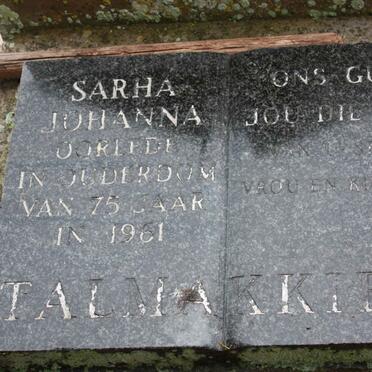 SARHA
JOHANNA
OORLEDE
IN OUDERDOM
VAN 75 JAAR
IN 1961
ONS GU
JOU DIE
VROU EN K
TALMAKKIE